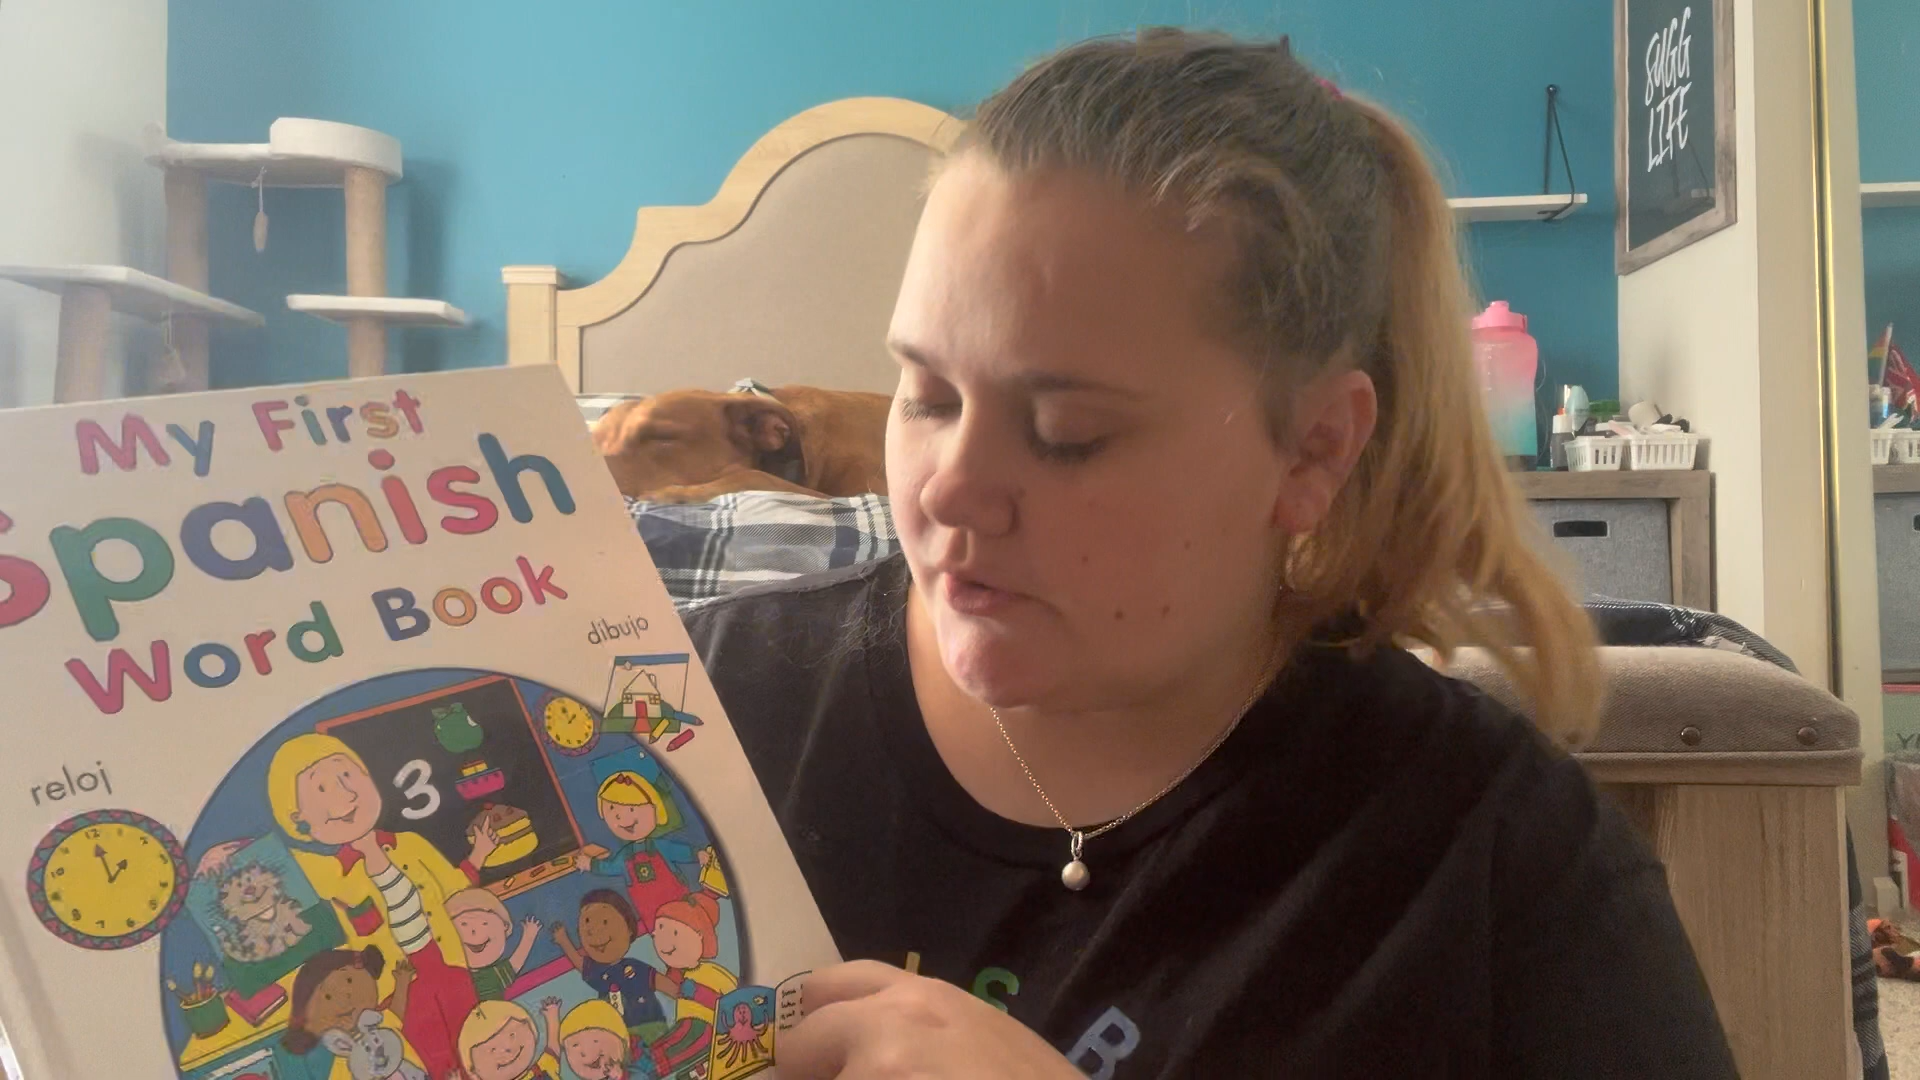 My First
Spanish
Word Book
dibujo
reloj
3
SUGG
LIFE
S
B